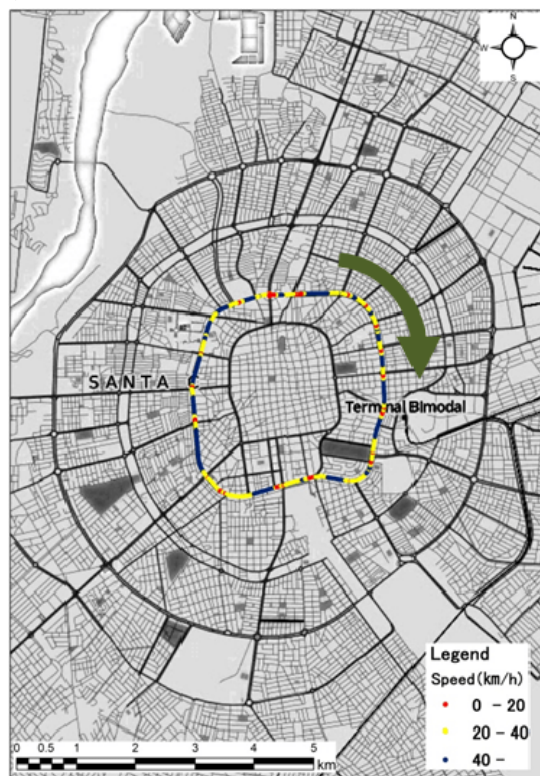 N
W E
S
SANTA C
Terminal Bimodal
Legend
Speed(km/h)
0 - 20
20 - 40
40 -
0 0.5 1 2 3 4 5
km